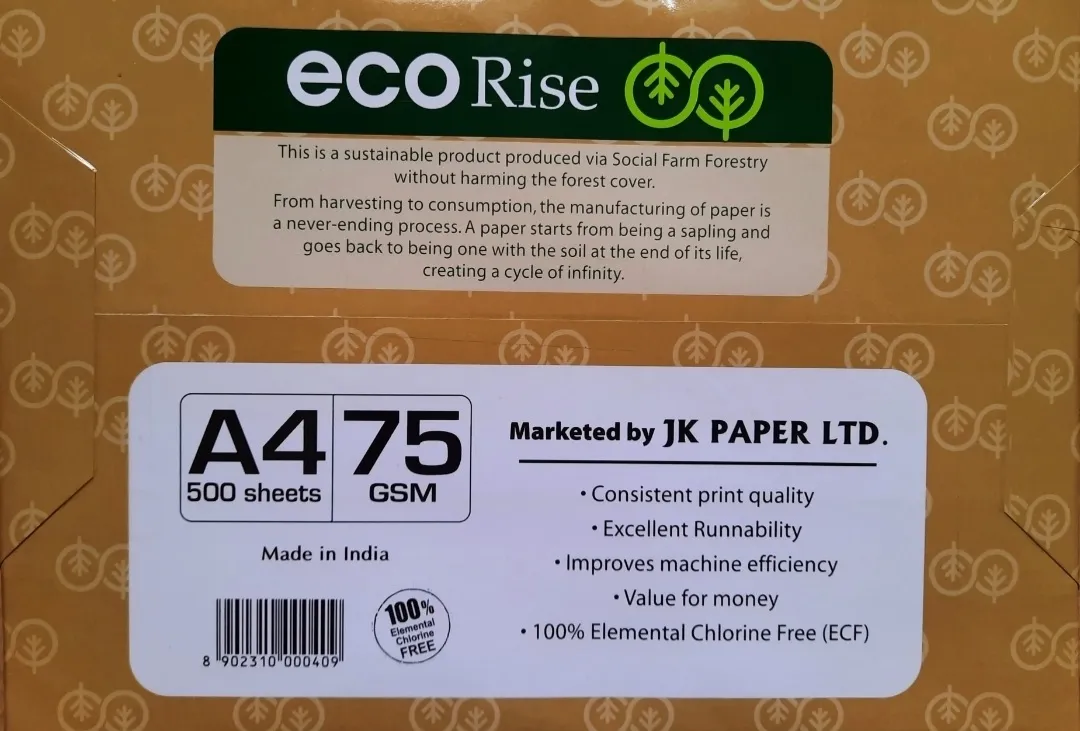 eco Rise
This is a sustainable product produced via Social Farm Forestry
without harming the forest cover.
From harvesting to consumption, the manufacturing of paper is
a never-ending process. A paper starts from being a sapling and
goes back to being one with the soil at the end of its life,
creating a cycle of infinity.
A4
500 sheets
75
GSM
Made in India
8 902310 000409
100%
Elemental
Chlorine
FREE
Marketed by JK PAPER LTD.
• Consistent print quality
• Excellent Runnability
• Improves machine efficiency
• Value for money
• 100% Elemental Chlorine Free (ECF)